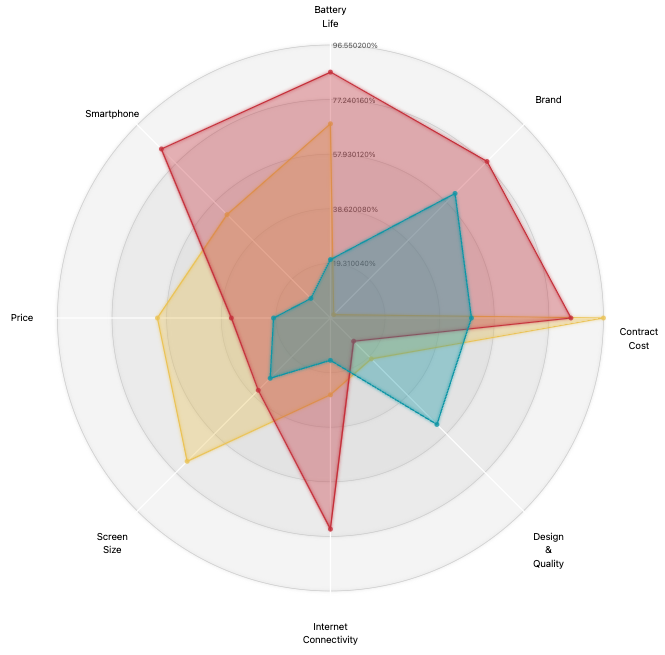 Battery
Life
96.550200%
77.240160%
57.930120%
38.620080%
19.310040%
Brand
Smartphone
Price
Contract
Cost
Screen
Size
Design
&
Quality
Internet
Connectivity